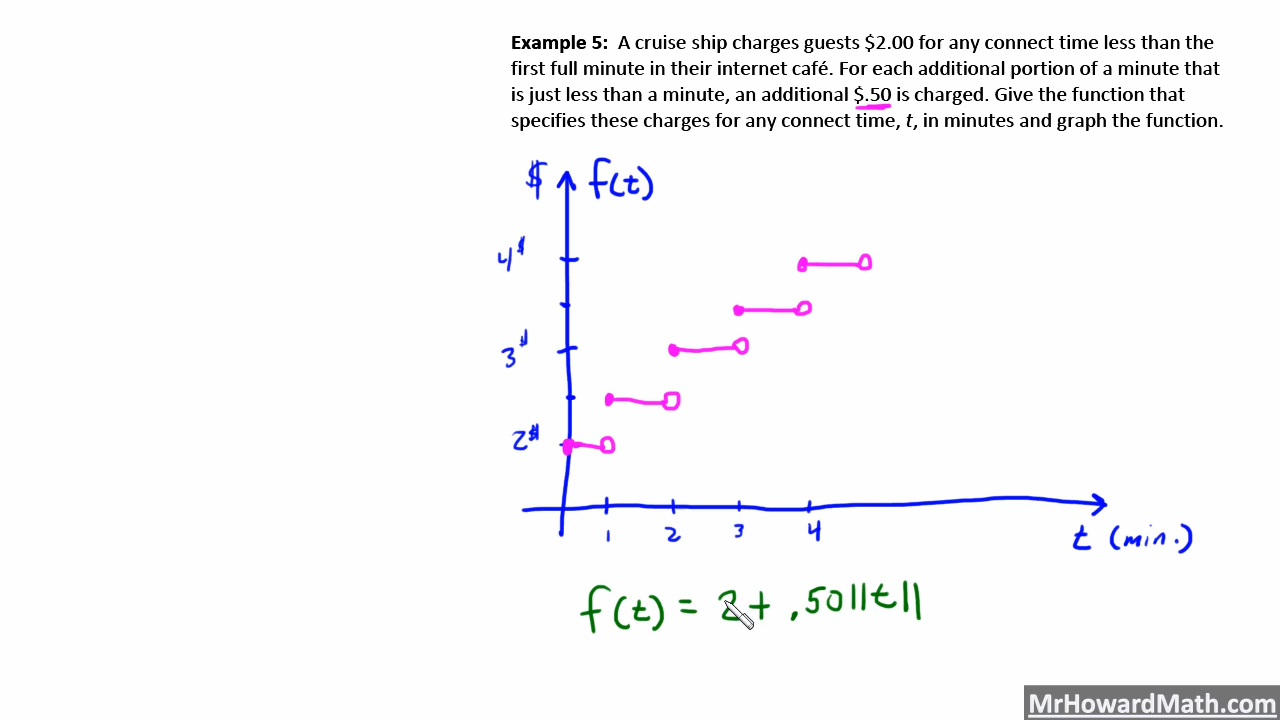 Example 5: A cruise ship charges guests $2.00 for any connect time less than the
first full minute in their internet café. For each additional portion of a minute that
is just less than a minute, an additional $.50 is charged. Give the function that
specifies these charges for any connect time, t, in minutes and graph the function.
$ f(t)
4$
3$
2$
1 2 3 4
t (min.)
f(t) = 2 + .50||t||
MrHowardMath.com